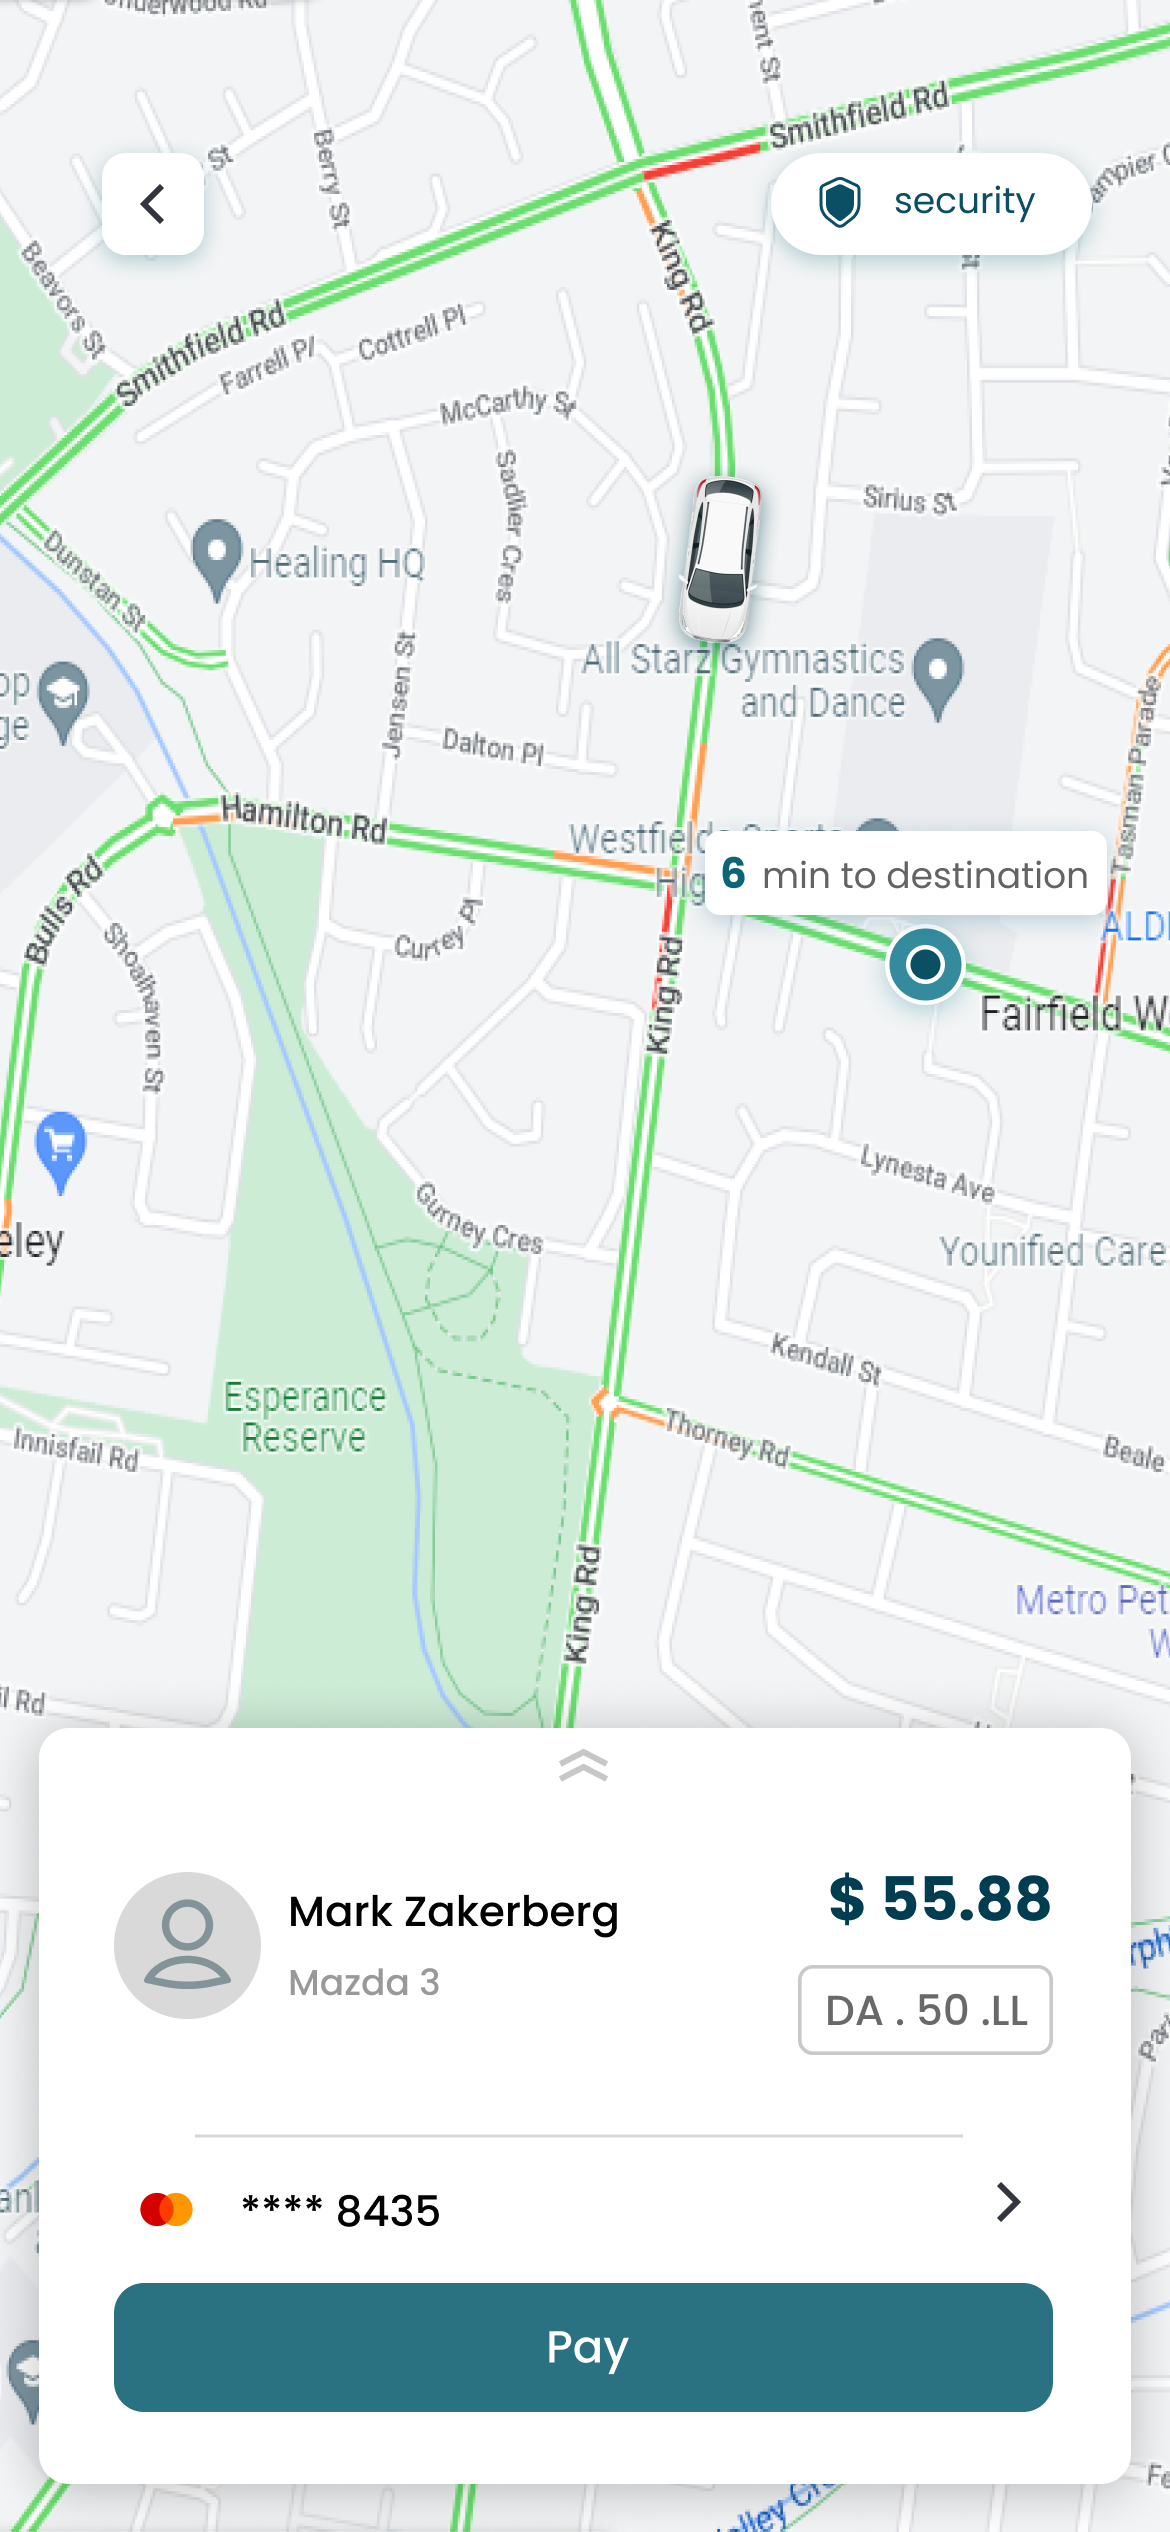 Smithfield Rd
security
Berry St
St
King Rd
Beavors St
Smithfield Rd
Farrell Pl
Cottrell Pl
McCarthy St
Sadlier Cres
Sirius St
Dunstan St
Healing HQ
All Starz Gymnastics
and Dance
Jensen St
Dalton Pl
Tasman Parade
Hamilton Rd
6 min to destination
Bulls Rd
Curtey Pl
ALDI
Shoalhaven St
King Rd
Fairfield W
Lynesta Ave
Gurney Cres
eley
Younified Care
Kendall St
Esperance
Reserve
Thorney Rd
Innisfail Rd
Beale
King Rd
Metro Pet
W
il Rd
Mark Zakerberg
$ 55.88
Mazda 3
DA . 50 .LL
**** 8435
Pay